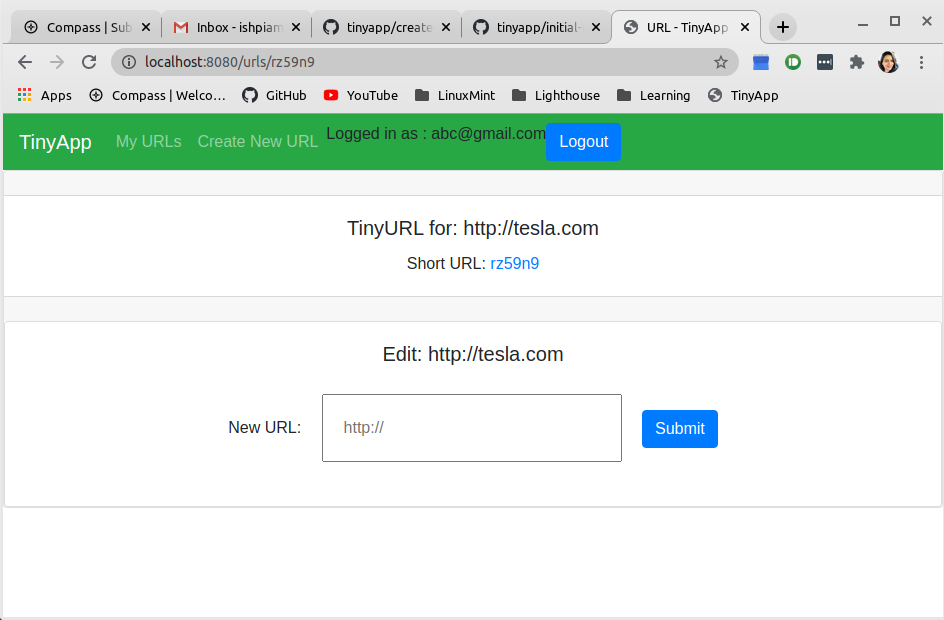 Compass | Sub
Inbox - ishpiam
tinyapp/create
tinyapp/initial-
URL - TinyApp
localhost:8080/urls/rz59n9
Apps Compass | Welco... GitHub YouTube LinuxMint Lighthouse Learning TinyApp
TinyApp My URLs Create New URL Logged in as : abc@gmail.com Logout
TinyURL for: http://tesla.com
Short URL: rz59n9
Edit: http://tesla.com
New URL: http:// Submit